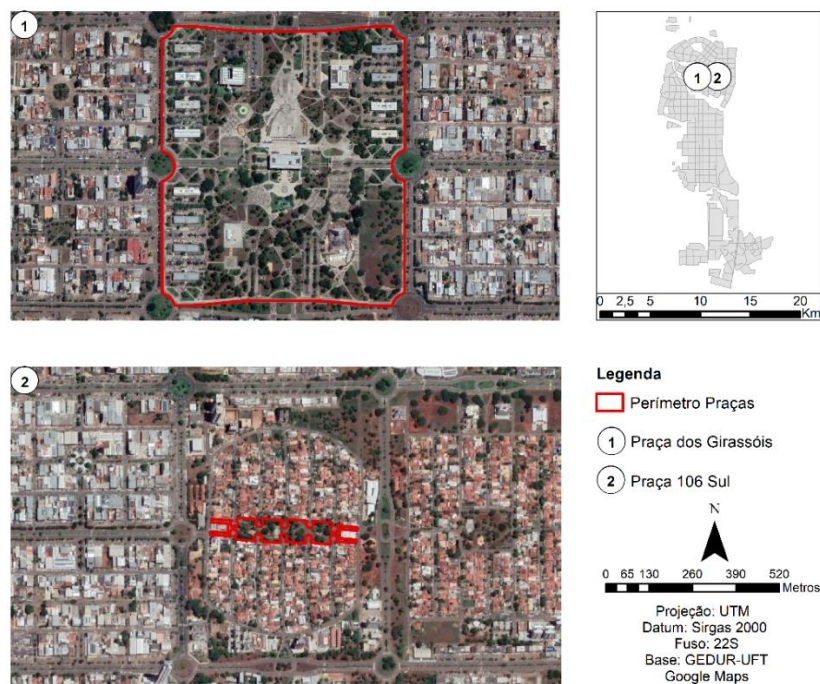 1
1 2
0 2,5 5 10 15 20
Km
2
Legenda
Perímetro Praças
1 Praça dos Girassóis
2 Praça 106 Sul
N
0 65 130 260 390 520
Metros
Projeção: UTM
Datum: Sirgas 2000
Fuso: 22S
Base: GEDUR-UFT
Google Maps